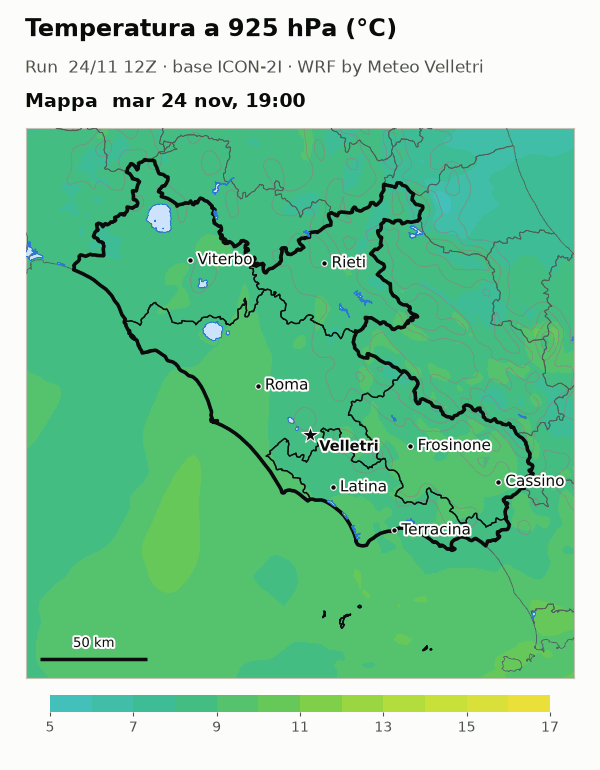 Temperatura a 925 hPa (°C)
Run  24/11 12Z · base ICON-2I · WRF by Meteo Velletri
Mappa  mar 24 nov, 19:00
Viterbo
Rieti
Roma
Velletri
Frosinone
Latina
Cassino
Terracina
50 km
5 7 9 11 13 15 17